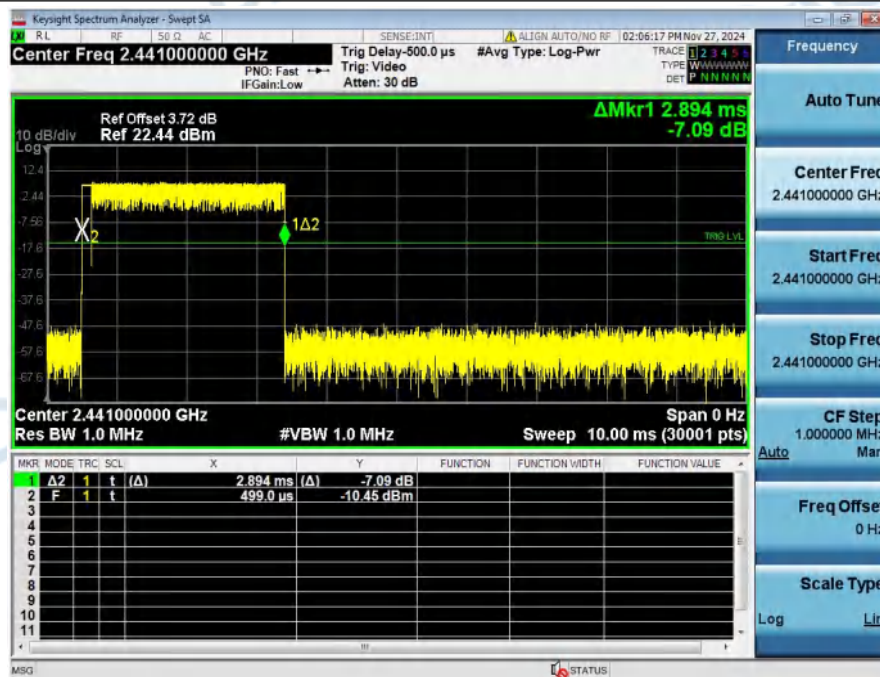 Keysight Spectrum Analyzer - Swept SA
RL RF 50 Ω AC SENSE:INT ALIGN AUTO/NO RF 02:06:17 PM Nov 27, 2024
Center Freq 2.441000000 GHz
PNO: Fast
IFGain:Low
Trig Delay-500.0 µs
Trig: Video
Atten: 30 dB
#Avg Type: Log-Pwr
TRACE 1 2 3 4 5 6
TYPE W
DET P N N N N N
ΔMkr1 2.894 ms
-7.09 dB
Ref Offset 3.72 dB
10 dB/div Ref 22.44 dBm
Log
12.4
2.44
-7.56
-17.6
-27.6
-37.6
-47.6
-57.6
-67.6
X2
1Δ2
TRIG LVL
Center 2.441000000 GHz Span 0 Hz
Res BW 1.0 MHz #VBW 1.0 MHz Sweep 10.00 ms (30001 pts)
MKR MODE TRC SCL X Y FUNCTION FUNCTION WIDTH FUNCTION VALUE
1 Δ2 1 t (Δ) 2.894 ms (Δ) -7.09 dB
2 F 1 t 499.0 µs -10.45 dBm
3
4
5
6
7
8
9
10
11
MSG STATUS
Frequency
Auto Tune
Center Freq
2.441000000 GHz
Start Freq
2.441000000 GHz
Stop Freq
2.441000000 GHz
CF Step
1.000000 MHz
Auto Man
Freq Offset
0 Hz
Scale Type
Log Lin